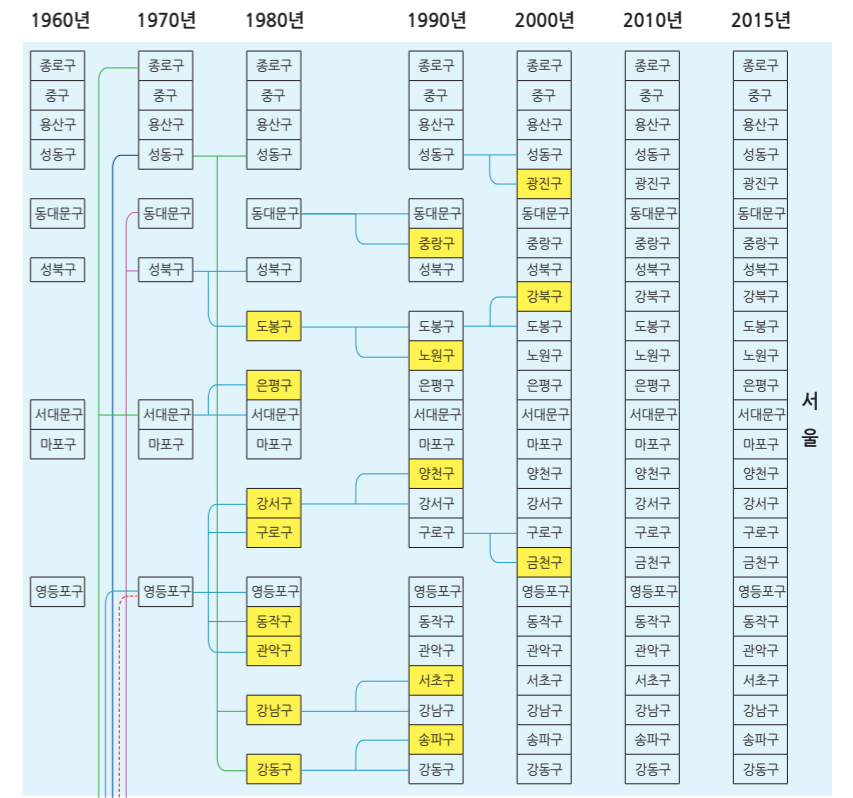 1960년 1970년 1980년 1990년 2000년 2010년 2015년
종로구 종로구 종로구 종로구 종로구 종로구 종로구
중구 중구 중구 중구 중구 중구 중구
용산구 용산구 용산구 용산구 용산구 용산구 용산구
성동구 성동구 성동구 성동구 성동구 성동구 성동구
광진구 광진구 광진구
동대문구 동대문구 동대문구 동대문구 동대문구 동대문구 동대문구
중랑구 중랑구 중랑구 중랑구
성북구 성북구 성북구 성북구 성북구 성북구 성북구
강북구 강북구 강북구
도봉구 도봉구 도봉구 도봉구 도봉구
노원구 노원구 노원구 노원구
은평구 은평구 은평구 은평구 은평구
서대문구 서대문구 서대문구 서대문구 서대문구 서대문구 서대문구
마포구 마포구 마포구 마포구 마포구 마포구 마포구
양천구 양천구 양천구 양천구
강서구 강서구 강서구 강서구 강서구
구로구 구로구 구로구 구로구 구로구
금천구 금천구 금천구
영등포구 영등포구 영등포구 영등포구 영등포구 영등포구 영등포구
동작구 동작구 동작구 동작구 동작구
관악구 관악구 관악구 관악구 관악구
서초구 서초구 서초구 서초구
강남구 강남구 강남구 강남구 강남구
송파구 송파구 송파구 송파구
강동구 강동구 강동구 강동구 강동구
서
울